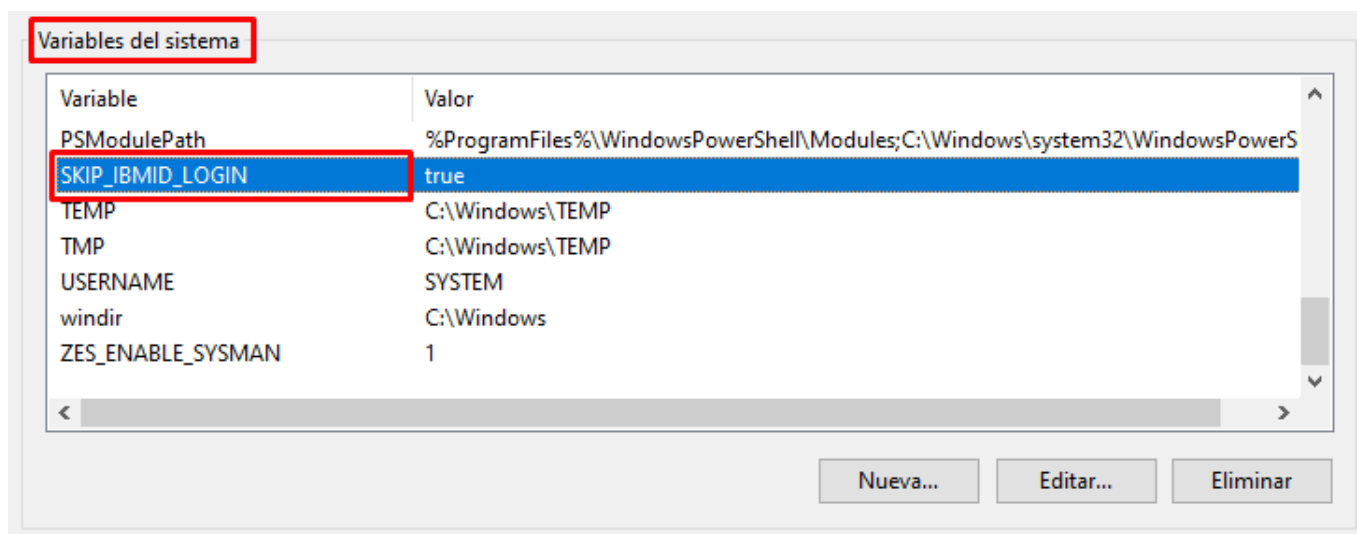 Variables del sistema
Variable Valor
PSModulePath %ProgramFiles%\WindowsPowerShell\Modules;C:\Windows\system32\WindowsPowerS
SKIP_IBMID_LOGIN true
TEMP C:\Windows\TEMP
TMP C:\Windows\TEMP
USERNAME SYSTEM
windir C:\Windows
ZES_ENABLE_SYSMAN 1
Nueva... Editar... Eliminar